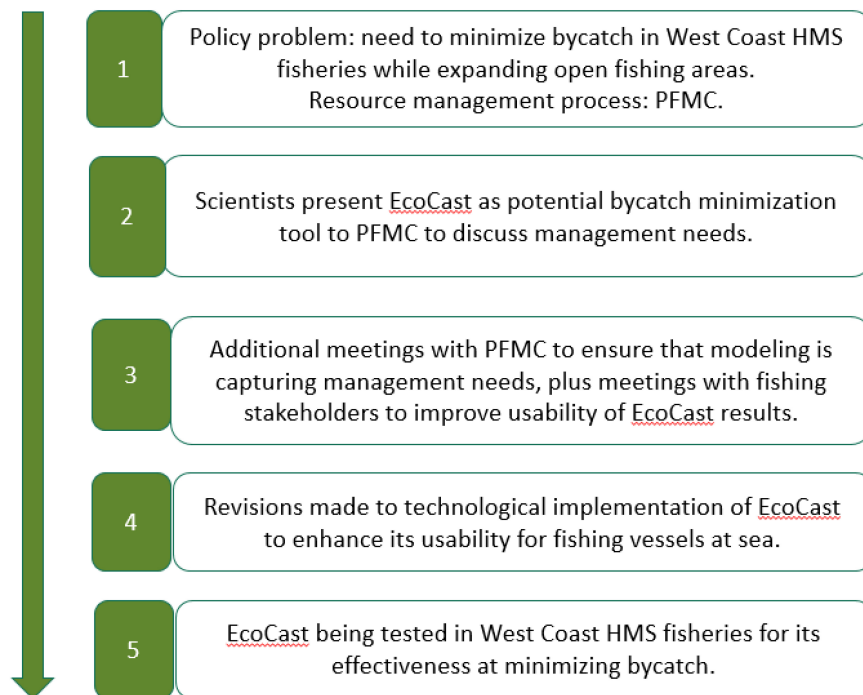 1
Policy problem: need to minimize bycatch in West Coast HMS
fisheries while expanding open fishing areas.
Resource management process: PFMC.
2
Scientists present EcoCast as potential bycatch minimization
tool to PFMC to discuss management needs.
3
Additional meetings with PFMC to ensure that modeling is
capturing management needs, plus meetings with fishing
stakeholders to improve usability of EcoCast results.
4
Revisions made to technological implementation of EcoCast
to enhance its usability for fishing vessels at sea.
5
EcoCast being tested in West Coast HMS fisheries for its
effectiveness at minimizing bycatch.